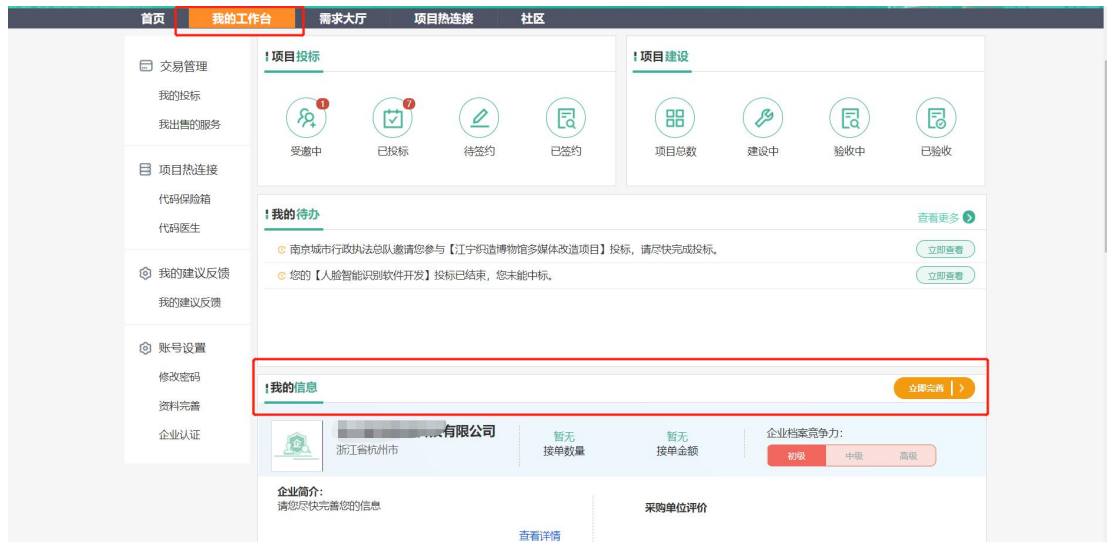 首页 我的工作台 需求大厅 项目热连接 社区
交易管理
我的投标
我出售的服务
项目热连接
代码保险箱
代码医生
我的建议反馈
我的建议反馈
账号设置
修改密码
资料完善
企业认证
项目投标
1 7
受邀中 已投标 待签约 已签约
项目建设
项目总数 建设中 验收中 已验收
我的待办 查看更多
南京城市行政执法总队邀请您参与【江宁织造博物馆多媒体改造项目】投标，请尽快完成投标。 立即查看
您的【人脸智能识别软件开发】投标已结束，您未能中标。 立即查看
我的信息 立即完善
有限公司
浙江省杭州市
暂无
接单数量
暂无
接单金额
企业档案竞争力:
初级 中级 高级
企业简介:
请您尽快完善您的信息
查看详情
采购单位评价